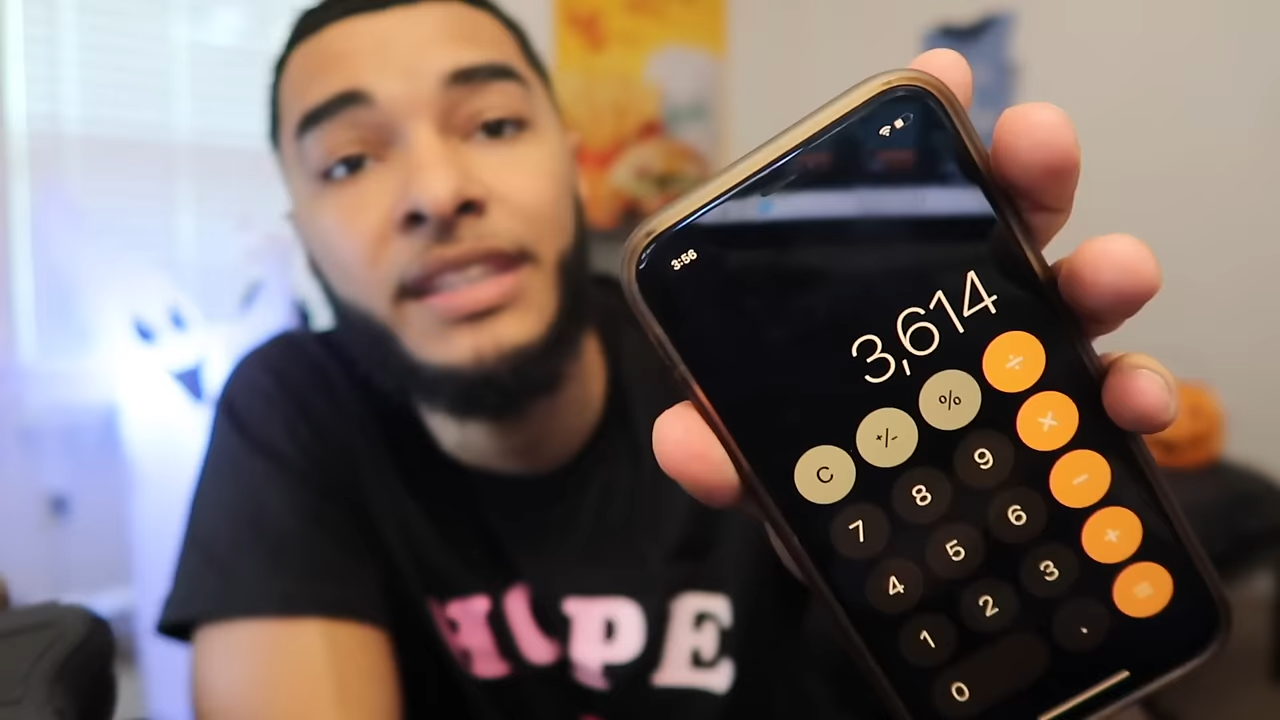 3:56
3,614
C +/- % ÷
7 8 9 ×
4 5 6 −
1 2 3 +
0 . =
HOPE